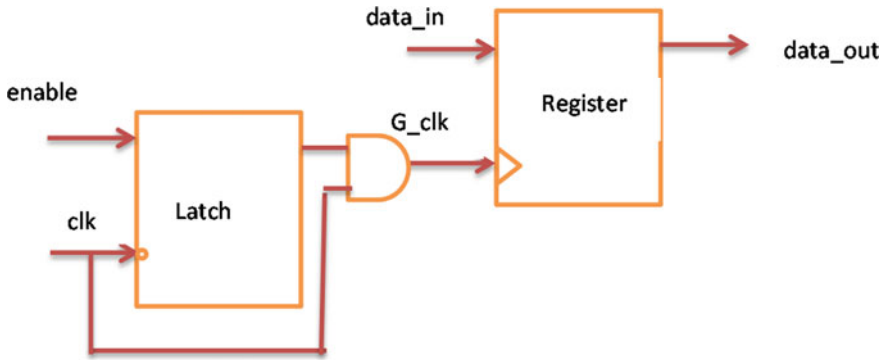 data_in
data_out
enable
Register
G_clk
Latch
clk